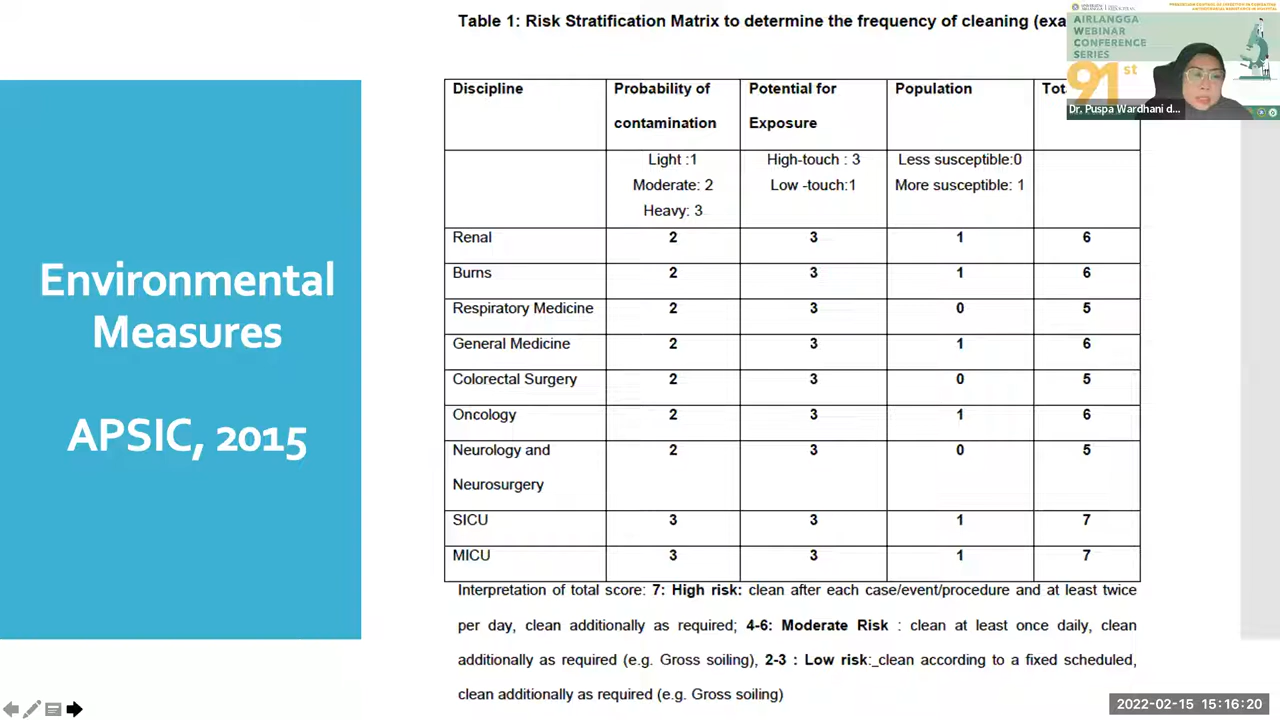 Table 1: Risk Stratification Matrix to determine the frequency of cleaning (exa
AIRLANGGA
WEBINAR
CONFERENCE
SERIES
91st
Dr. Puspa Wardhani d...
Environmental
Measures
APSIC, 2015
Discipline Probability of contamination Potential for Exposure Population Tot
Light :1 High-touch : 3 Less susceptible:0
Moderate: 2 Low -touch:1 More susceptible: 1
Heavy: 3
Renal 2 3 1 6
Burns 2 3 1 6
Respiratory Medicine 2 3 0 5
General Medicine 2 3 1 6
Colorectal Surgery 2 3 0 5
Oncology 2 3 1 6
Neurology and 2 3 0 5
Neurosurgery
SICU 3 3 1 7
MICU 3 3 1 7
Interpretation of total score: 7: High risk: clean after each case/event/procedure and at least twice
per day, clean additionally as required; 4-6: Moderate Risk : clean at least once daily, clean
additionally as required (e.g. Gross soiling), 2-3 : Low risk:_clean according to a fixed scheduled,
clean additionally as required (e.g. Gross soiling)
2022-02-15 15:16:20